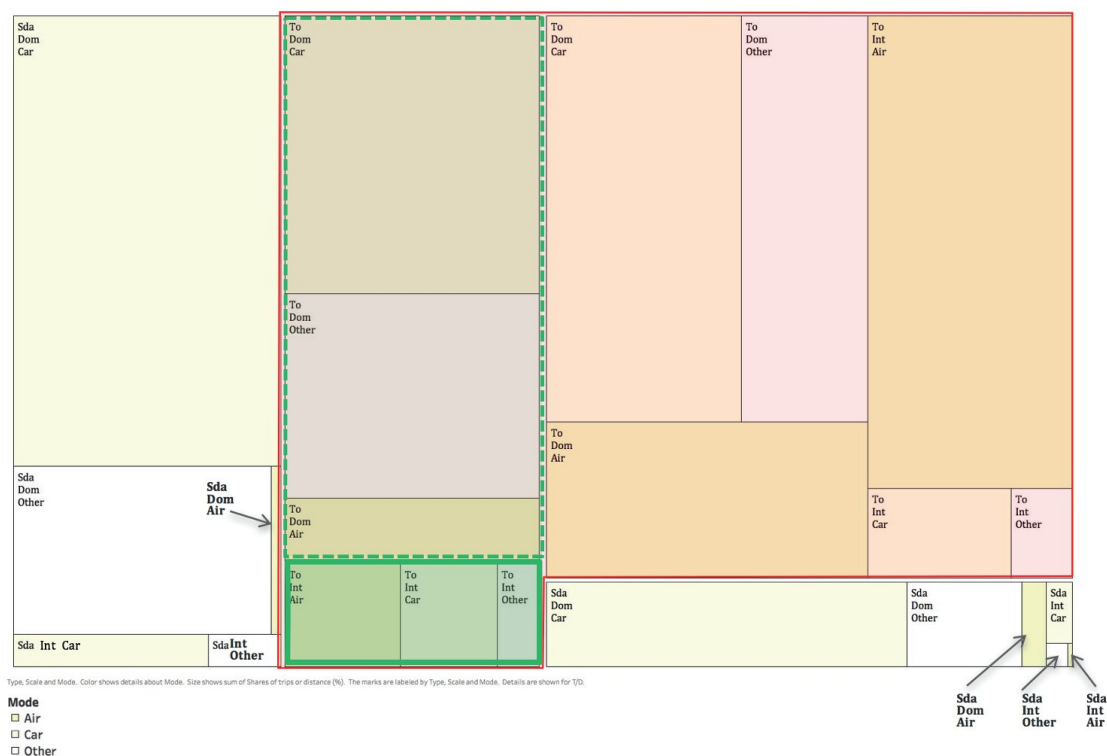 Sda
Dom
Car
To
Dom
Car
To
Dom
Car
To
Dom
Other
To
Int
Air
To
Dom
Other
To
Dom
Air
Sda
Dom
Other
Sda
Dom
Air
To
Dom
Air
To
Int
Car
To
Int
Other
To
Int
Air
To
Int
Car
To
Int
Other
Sda
Dom
Car
Sda
Dom
Other
Sda
Int
Car
Sda Int Car
Sda Int
Other
Type, Scale and Mode. Color shows details about Mode. Size shows sum of Shares of trips or distance (%). The marks are labeled by Type, Scale and Mode. Details are shown for T/D.
Sda
Dom
Air
Sda
Int
Other
Sda
Int
Air
Mode
Air
Car
Other